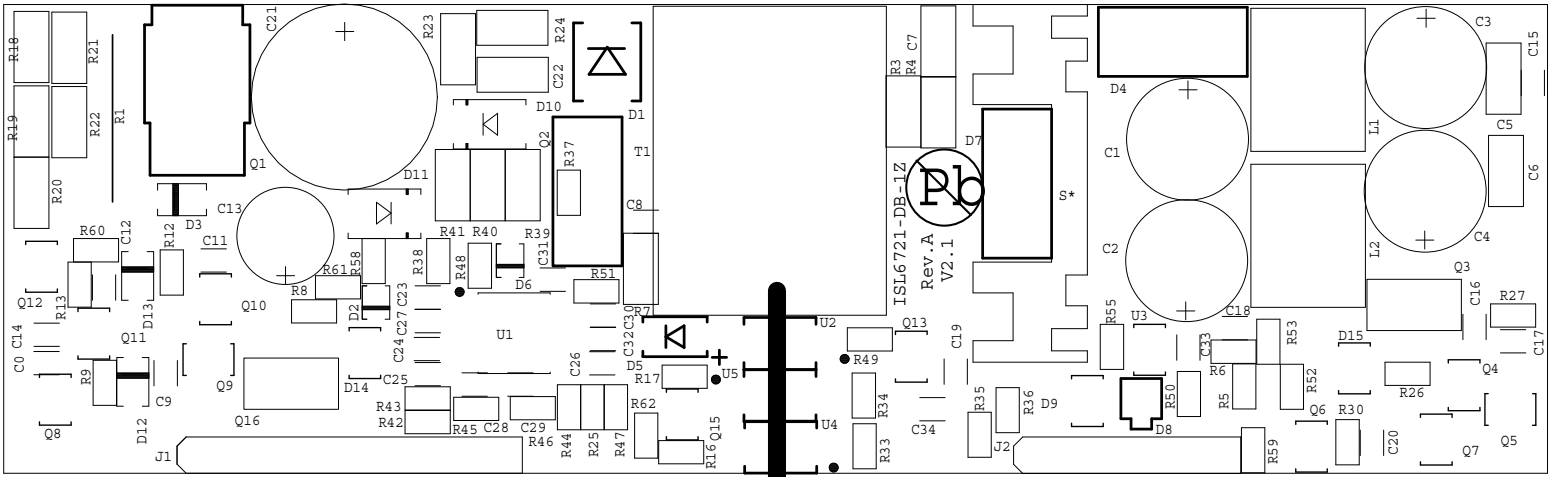 R18
R21
C21
R23
R24
C7
C3
C15
C22
R3
R4
D4
C5
R19
R22
R1
Q1
D10
D1
Q2
T1
D7
C1
L1
C6
R37
Pb
S*
ISL6721-DB-1Z
Rev.A
V2.1
R20
D3
C13
D11
C8
C2
L2
C4
Q3
R60
C12
R12
C11
R58
R41
R40
R39
R38
R48
C31
D6
R51
Q12
R13
D13
Q10
R61
R8
D2
C23
R7
C14
Q11
C27
U1
C30
U2
Q13
C19
R55
U3
C18
R53
D15
C16
R27
C0
R9
Q9
D14
C24
C26
C32
D5
+
U5
R49
C33
R6
C17
C9
Q16
C25
R17
R34
R35
R36
D9
R50
R5
R52
R26
Q4
Q8
D12
R43
R42
R45
C28
C29
R46
R44
R25
R47
R62
Q15
U4
C34
D8
Q6
R30
Q7
Q5
J1
R16
R33
J2
R59
C20